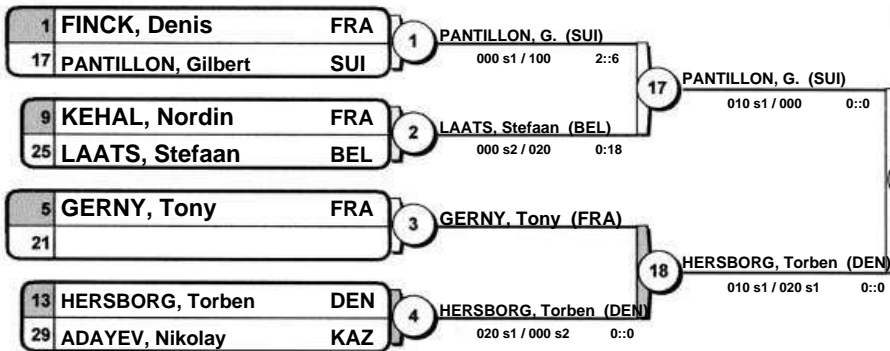 1 FINCK, Denis FRA
17 PANTILLON, Gilbert SUI
1
PANTILLON, G. (SUI)
000 s1 / 100 2::6
9 KEHAL, Nordin FRA
25 LAATS, Stefaan BEL
2
LAATS, Stefaan (BEL)
000 s2 / 020 0:18
17
PANTILLON, G. (SUI)
010 s1 / 000 0::0
5 GERNY, Tony FRA
21
3
GERNY, Tony (FRA)
13 HERSBORG, Torben DEN
29 ADAYEV, Nikolay KAZ
4
HERSBORG, Torben (DEN)
020 s1 / 000 s2 0::0
18
HERSBORG, Torben (DEN)
010 s1 / 020 s1 0::0